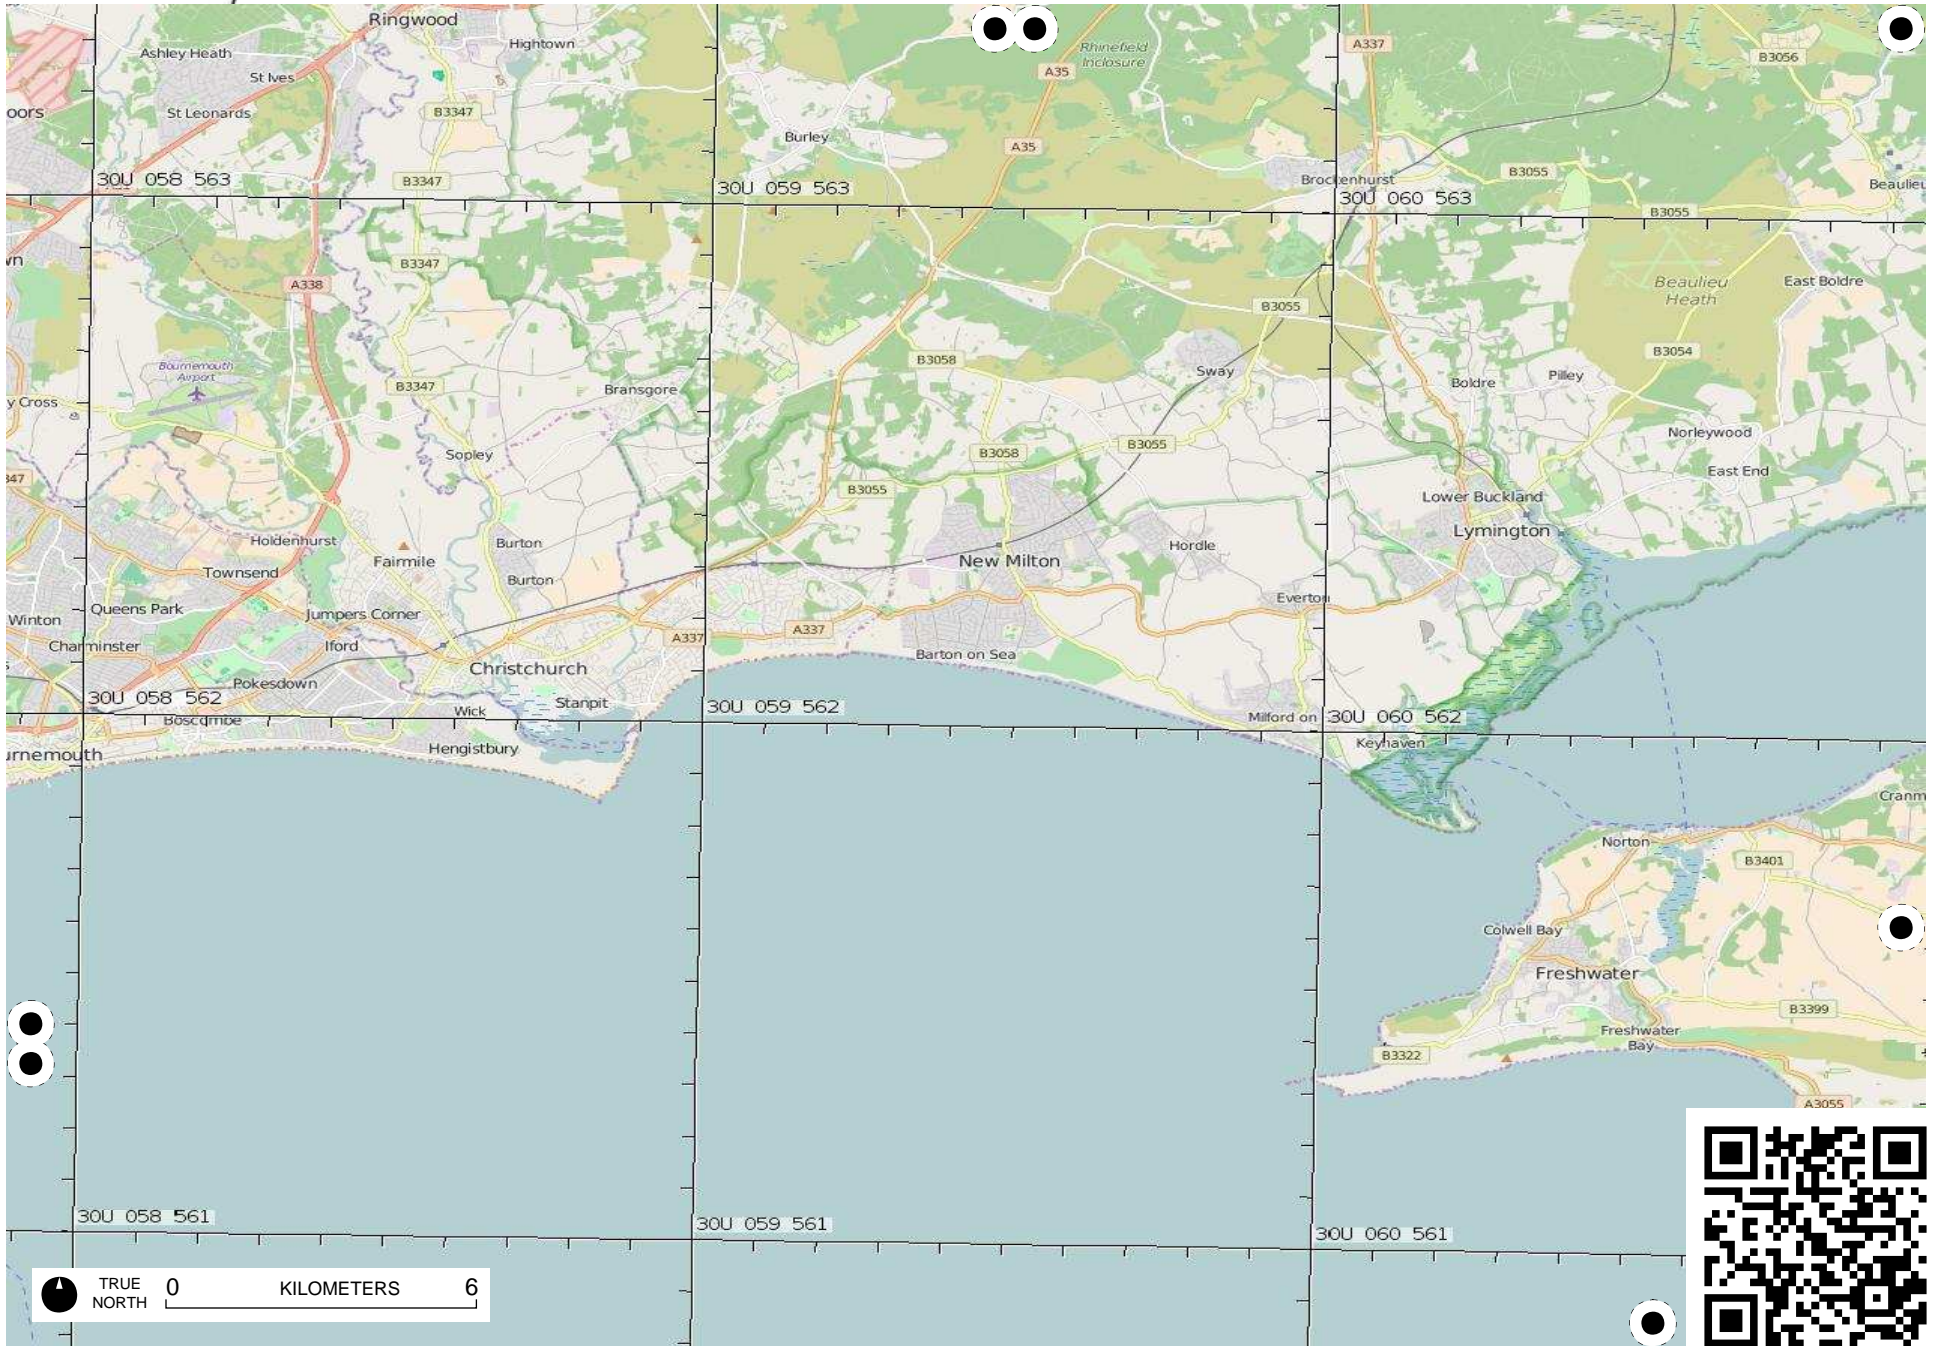 Ringwood
Ashley Heath
Hightown
A337
Rhinefield
Inclosure
B3056
St Ives
A35
oors
St Leonards
B3347
Burley
A35
30U 058 563
B3347
30U 059 563
Brockenhurst
B3055
Beaulieu
30U 060 563
B3055
wn
B3347
A338
Beaulieu
Heath
East Boldre
B3055
Bournemouth
Airport
B3347
Bransgore
B3058
Sway
B3054
Boldre
Pilley
y Cross
Sopley
B3058
B3055
Norleywood
East End
347
B3055
Lower Buckland
Lymington
Holdenhurst
Burton
Hordle
Fairmile
New Milton
Townsend
Burton
Queens Park
Jumpers Corner
Everton
Winton
Charminster
Iford
A337
A337
Barton on Sea
Christchurch
Pokesdown
30U 058 562
Wick
Stanpit
30U 059 562
Milford on
30U 060 562
Boscombe
urnemouth
Hengistbury
Keyhaven
Cranm
Norton
B3401
Colwell Bay
Freshwater
B3399
Freshwater
Bay
B3322
A3055
30U 058 561
30U 059 561
30U 060 561
TRUE
NORTH
0 KILOMETERS 6